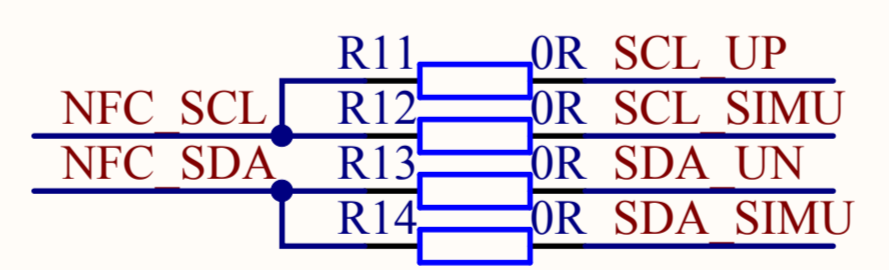 R11 0R SCL_UP
NFC_SCL R12 0R SCL_SIMU
NFC_SDA R13 0R SDA_UN
R14 0R SDA_SIMU